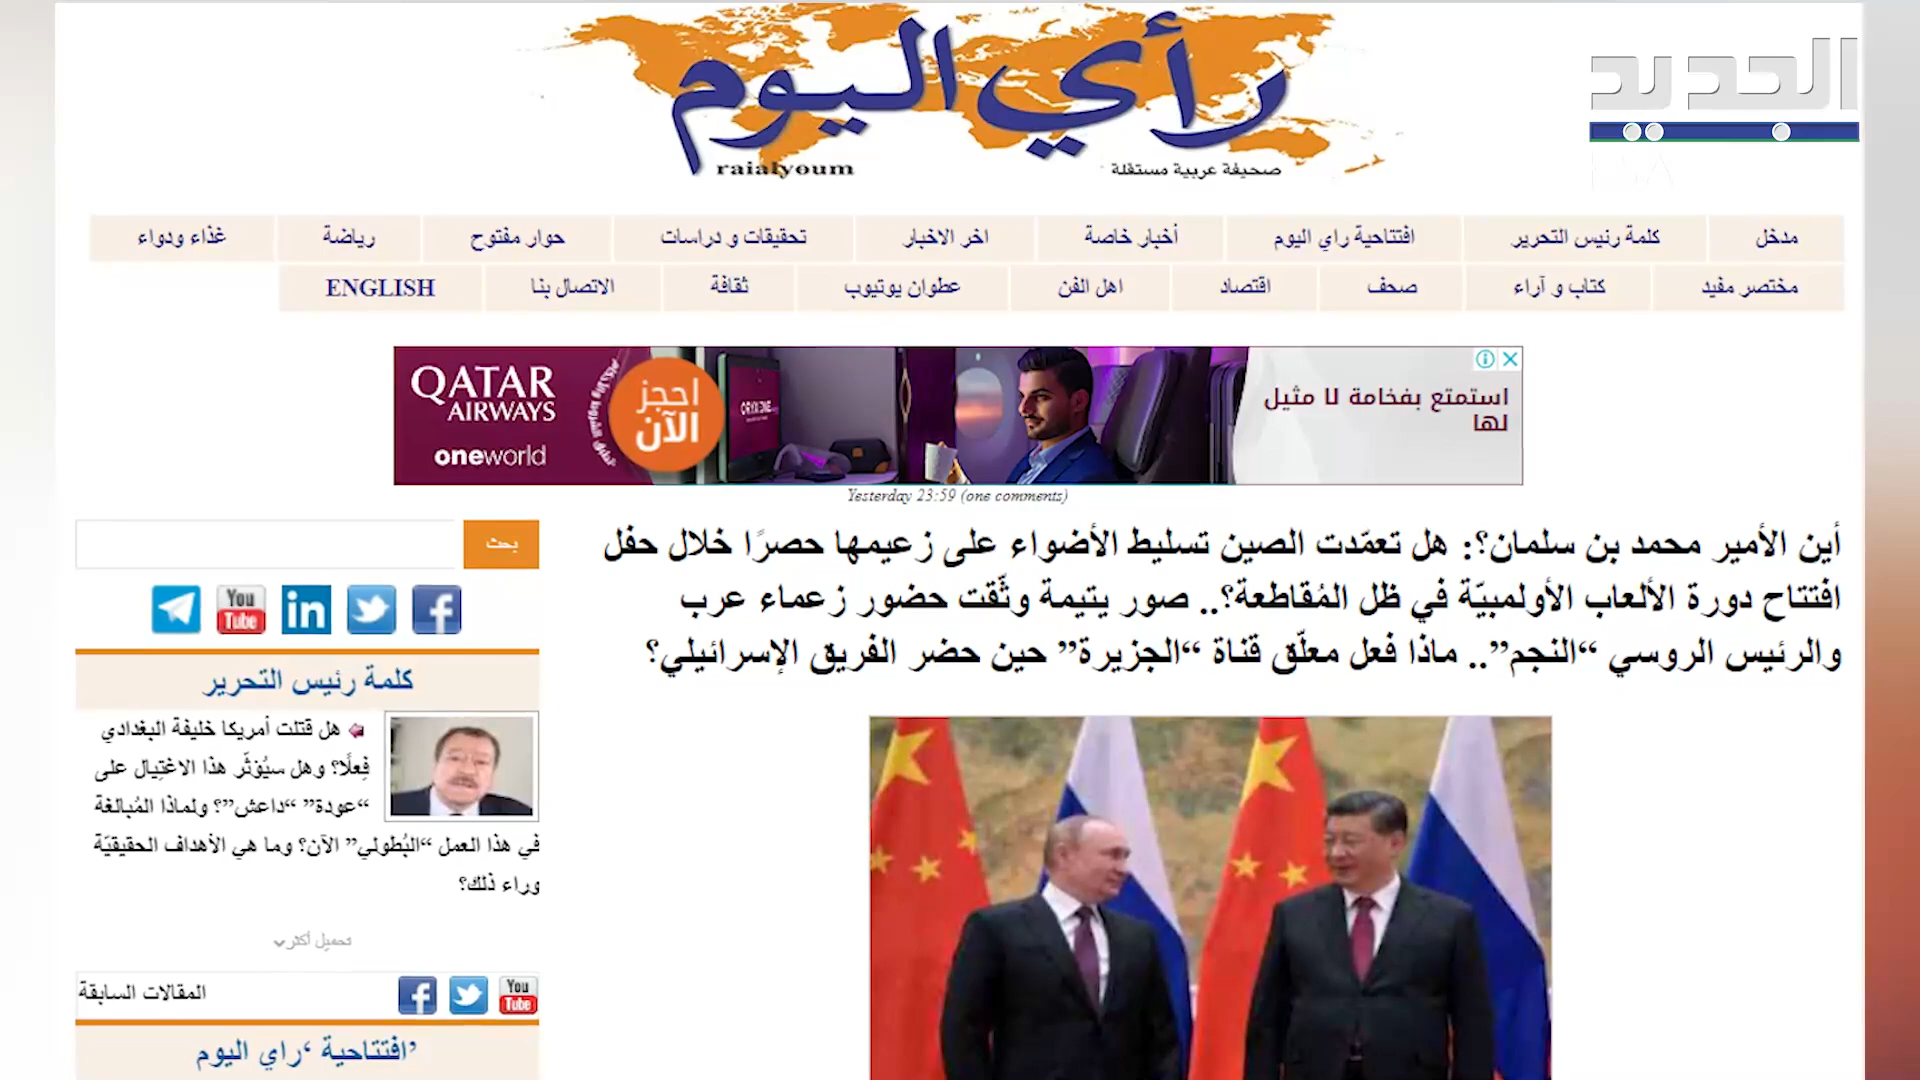 رأي اليوم
raialyoum
صحيفة عربية مستقلة
الجديد
مدخل
كلمة رئيس التحرير
افتتاحية راي اليوم
أخبار خاصة
اخر الاخبار
تحقيقات و دراسات
حوار مفتوح
رياضة
غذاء ودواء
مختصر مفيد
كتاب و آراء
صحف
اقتصاد
اهل الفن
عطوان يوتيوب
ثقافة
الاتصال بنا
ENGLISH
QATAR
AIRWAYS
oneworld
احجز
الآن
ORYX ONE
استمتع بفخامة لا مثيل
لها
Yesterday 23:59 (one comments)
أين الأمير محمد بن سلمان؟: هل تعمّدت الصين تسليط الأضواء على زعيمها حصرًا خلال حفل
افتتاح دورة الألعاب الأولمبيّة في ظل المُقاطعة؟.. صور يتيمة وثّقت حضور زعماء عرب
والرئيس الروسي “النجم”.. ماذا فعل معلّق قناة “الجزيرة” حين حضر الفريق الإسرائيلي؟
بحث
You
Tube
in
f
كلمة رئيس التحرير
هل قتلت أمريكا خليفة البغدادي
فِعلًا؟ وهل سيُؤثّر هذا الاغتِيال على
“عودة” “داعش”؟ ولماذا المُبالغة
في هذا العمل “البُطولي” الآن؟ وما هي الأهداف الحقيقيّة
وراء ذلك؟
تحميل أكثر
المقالات السابقة
f
You
Tube
افتتاحية ‘راي اليوم’